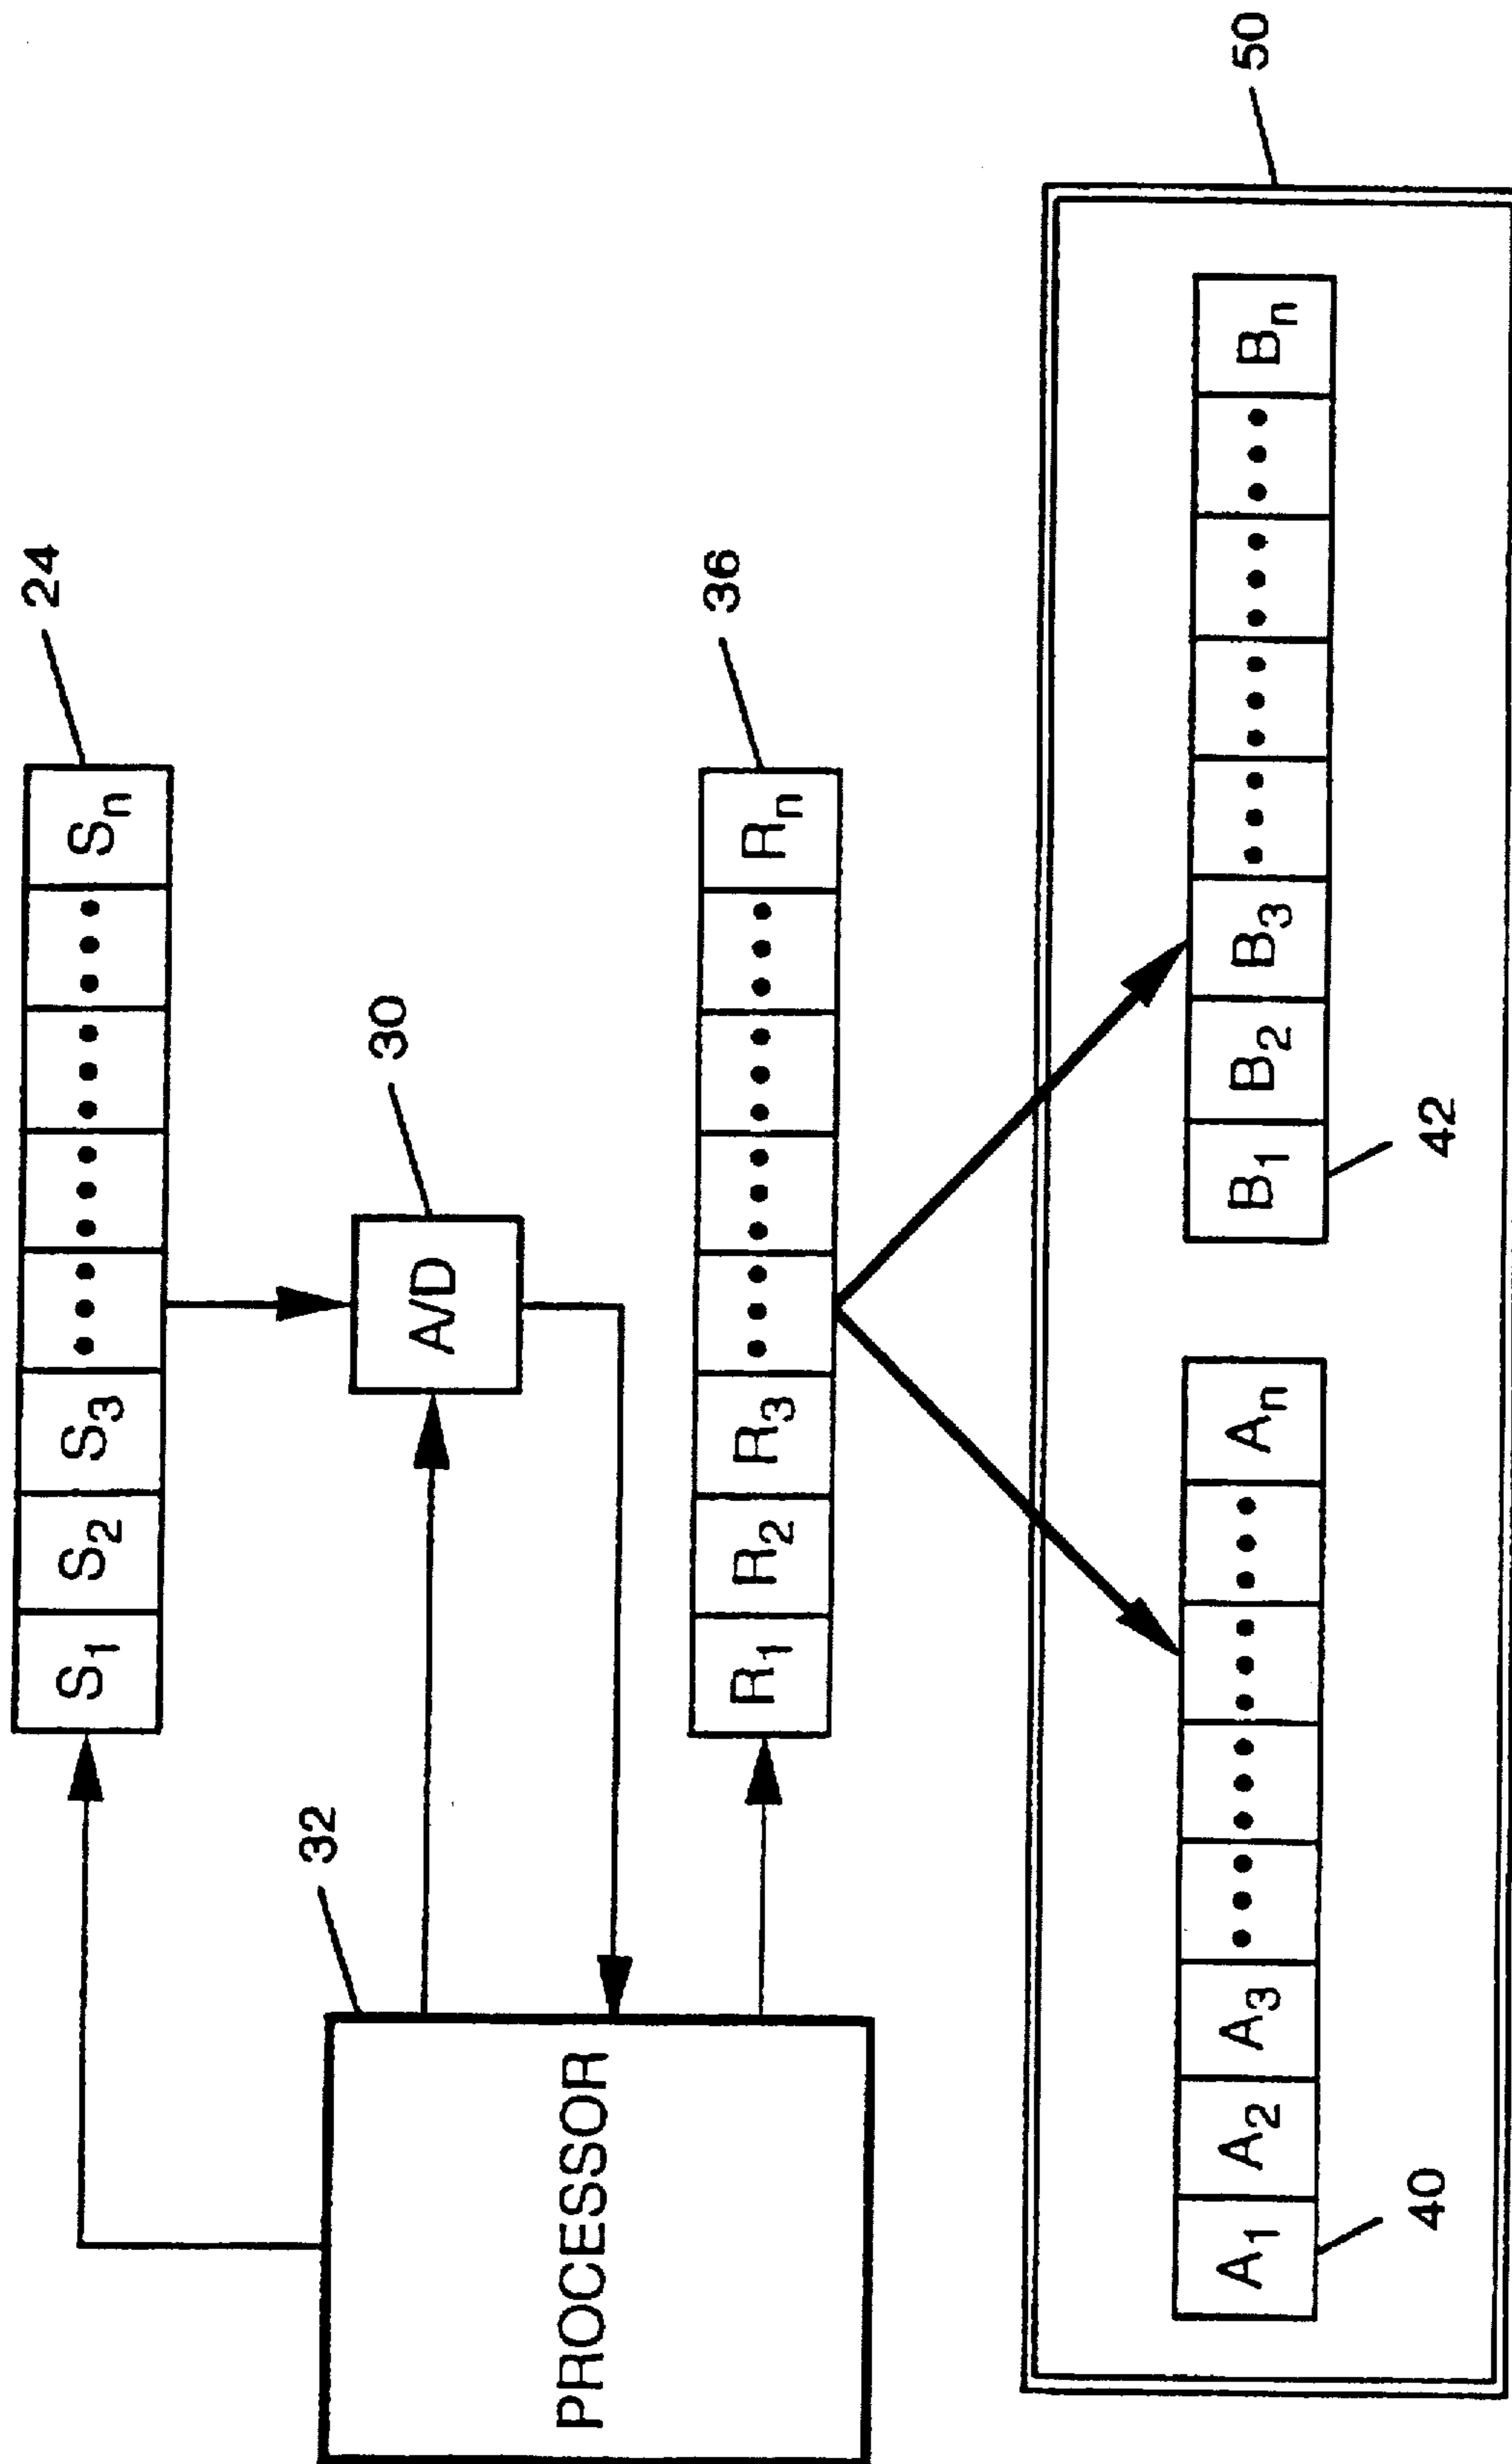 S1 S2 S3 ••• ••• ••• ••• Sn
24
32
30
PROCESSOR
A/D
36
R1 R2 R3 ••• ••• ••• ••• Rn
50
A1 A2 A3 ••• ••• ••• ••• An
B1 B2 B3 ••• ••• ••• ••• Bn
40
42